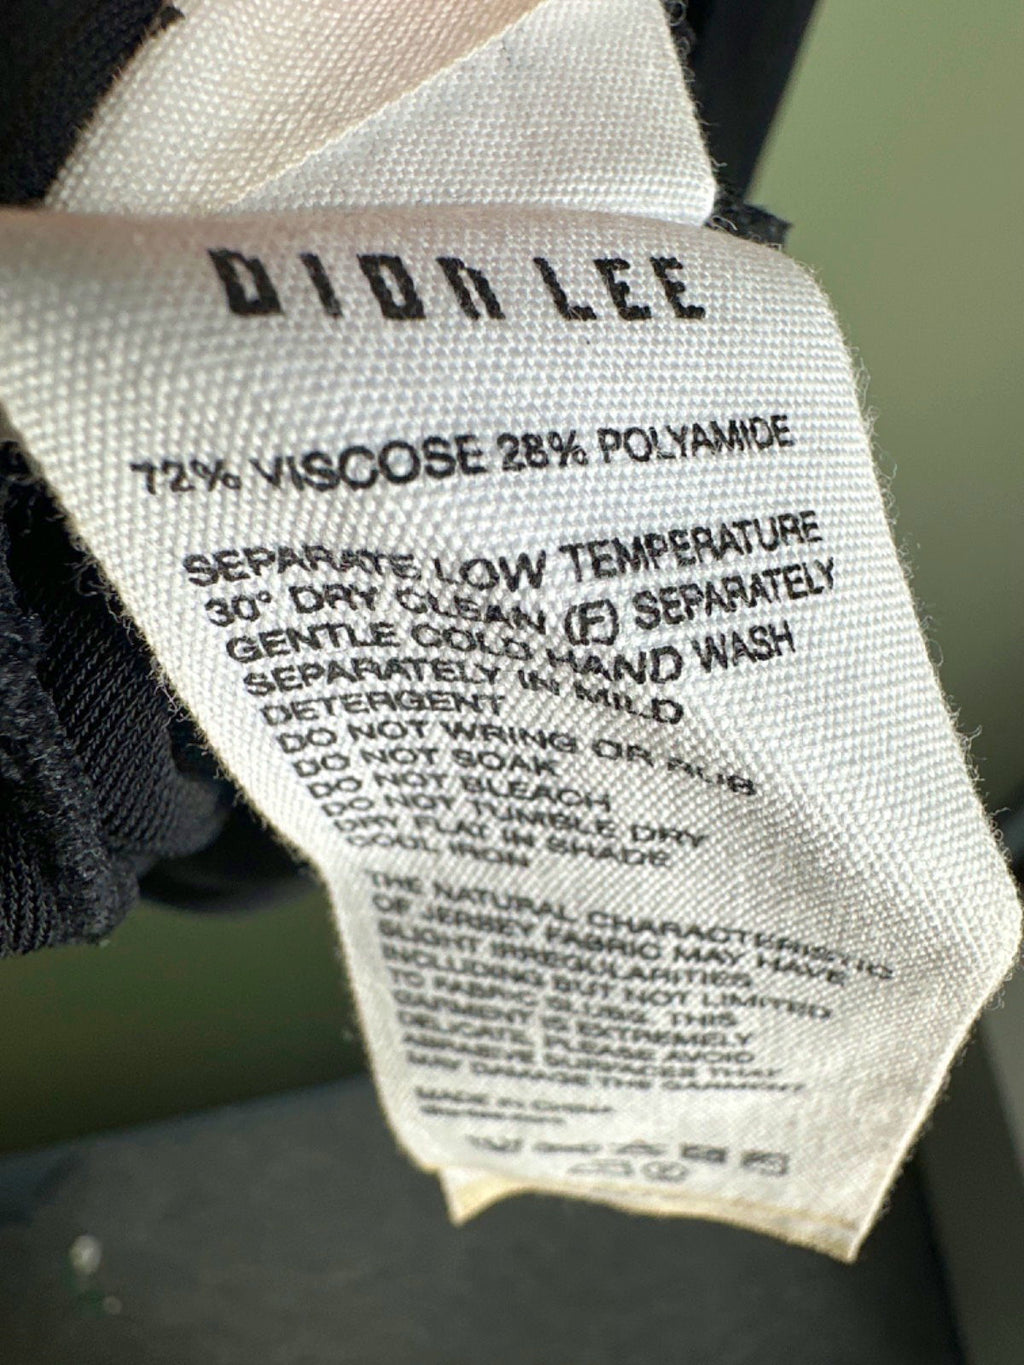 DION LEE
72% VISCOSE 28% POLYAMIDE
SEPARATE LOW TEMPERATURE
30° DRY CLEAN (F) SEPARATELY
GENTLE COLD HAND WASH
SEPARATELY IN MILD
DETERGENT
DO NOT WRING OR RUB
DO NOT SOAK
DO NOT BLEACH
DO NOT TUMBLE DRY
DRY FLAT IN SHADE
COOL IRON
THE NATURAL CHARACTERISTIC
OF JERSEY FABRIC MAY HAVE
SLIGHT IRREGULARITIES
INCLUDING BUT NOT LIMITED
TO FABRIC SLUBS. THIS
GARMENT IS EXTREMELY
DELICATE, PLEASE AVOID
ABRASIVE SURFACES THAT
MAY DAMAGE THE GARMENT
MADE IN CHINA